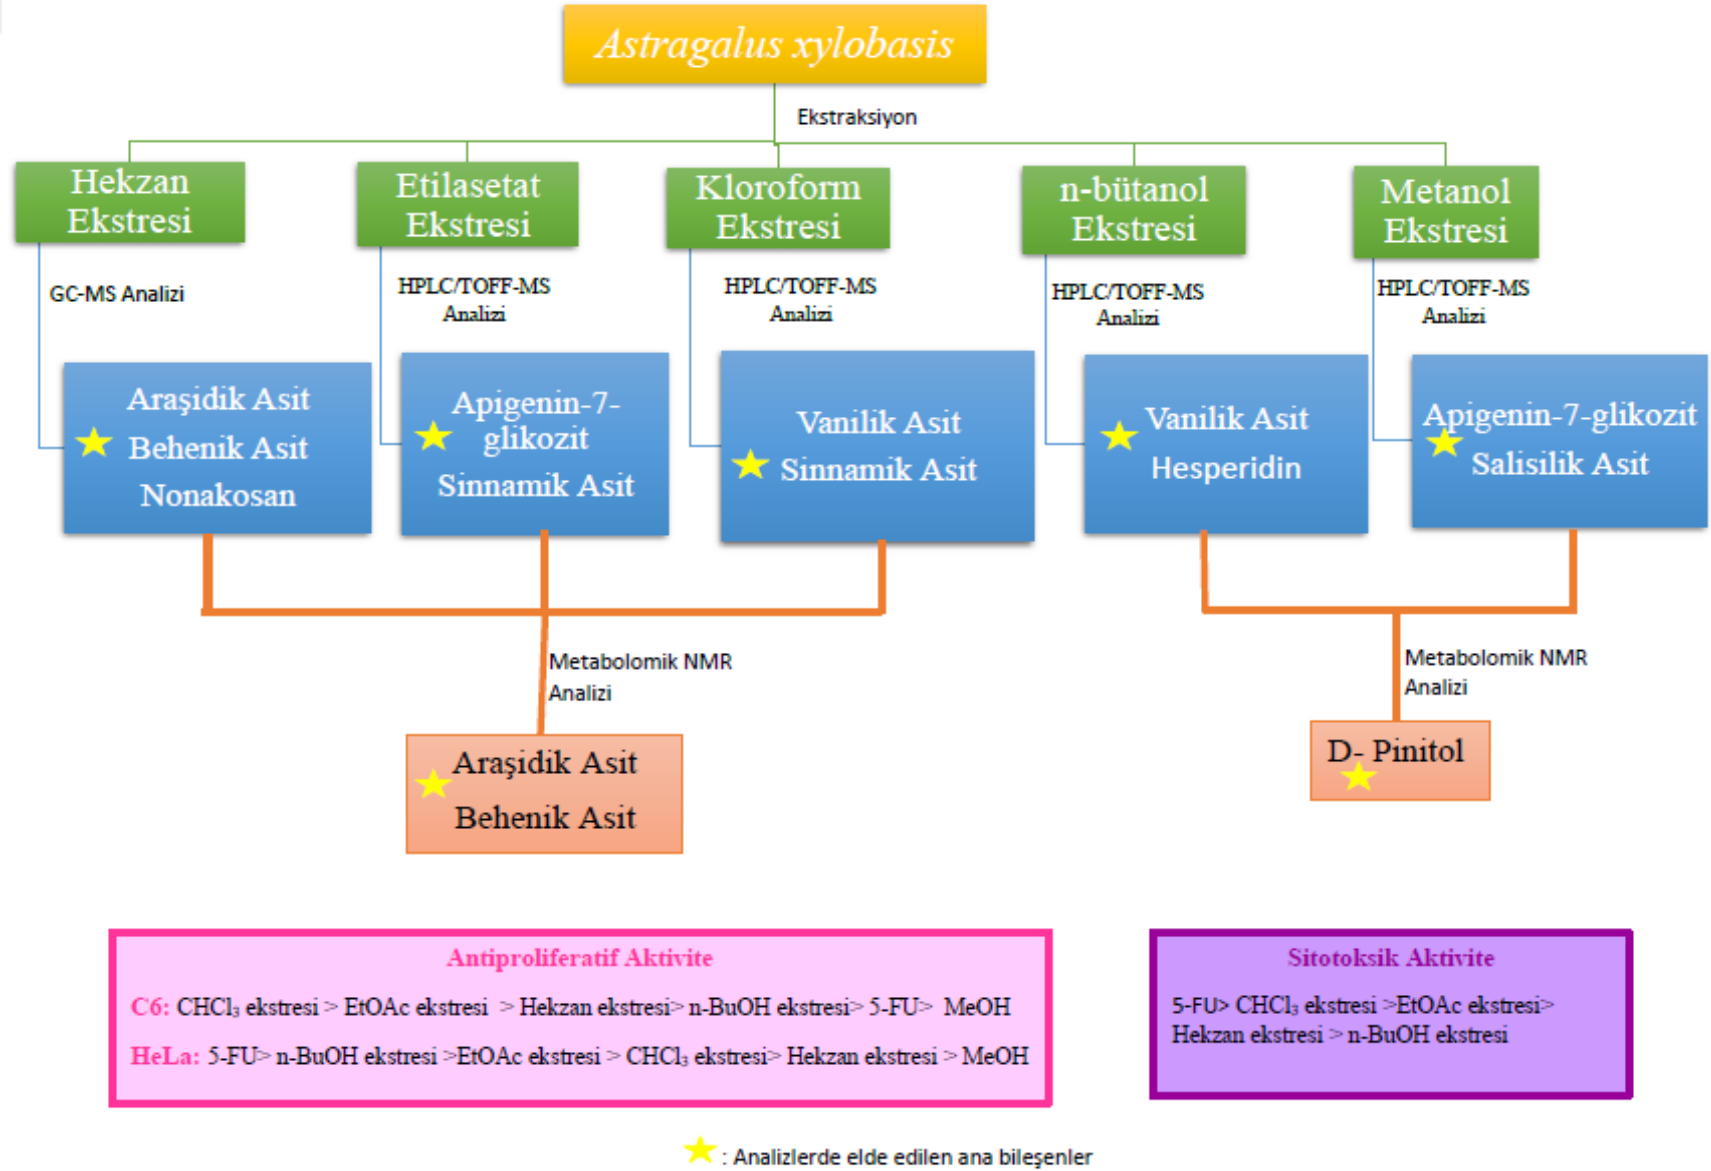 Astragalus xylobasis
Ekstraksiyon
Hekzan
Ekstresi
Etilasetat
Ekstresi
Kloroform
Ekstresi
n-bütanol
Ekstresi
Metanol
Ekstresi
GC-MS Analizi
HPLC/TOFF-MS
Analizi
HPLC/TOFF-MS
Analizi
HPLC/TOFF-MS
Analizi
HPLC/TOFF-MS
Analizi
Araşidik Asit
Behenik Asit
Nonakosan
Apigenin-7-
glikozit
Sinnamik Asit
Vanilik Asit
Sinnamik Asit
Vanilik Asit
Hesperidin
Apigenin-7-glikozit
Salisilik Asit
Metabolomik NMR
Analizi
Metabolomik NMR
Analizi
Araşidik Asit
Behenik Asit
D- Pinitol
Antiproliferatif Aktivite
C6: CHCl₃ ekstresi > EtOAc ekstresi > Hekzan ekstresi> n-BuOH ekstresi> 5-FU> MeOH
HeLa: 5-FU> n-BuOH ekstresi >EtOAc ekstresi > CHCl₃ ekstresi> Hekzan ekstresi > MeOH
Sitotoksik Aktivite
5-FU> CHCl₃ ekstresi >EtOAc ekstresi>
Hekzan ekstresi > n-BuOH ekstresi
: Analizlerde elde edilen ana bileşenler